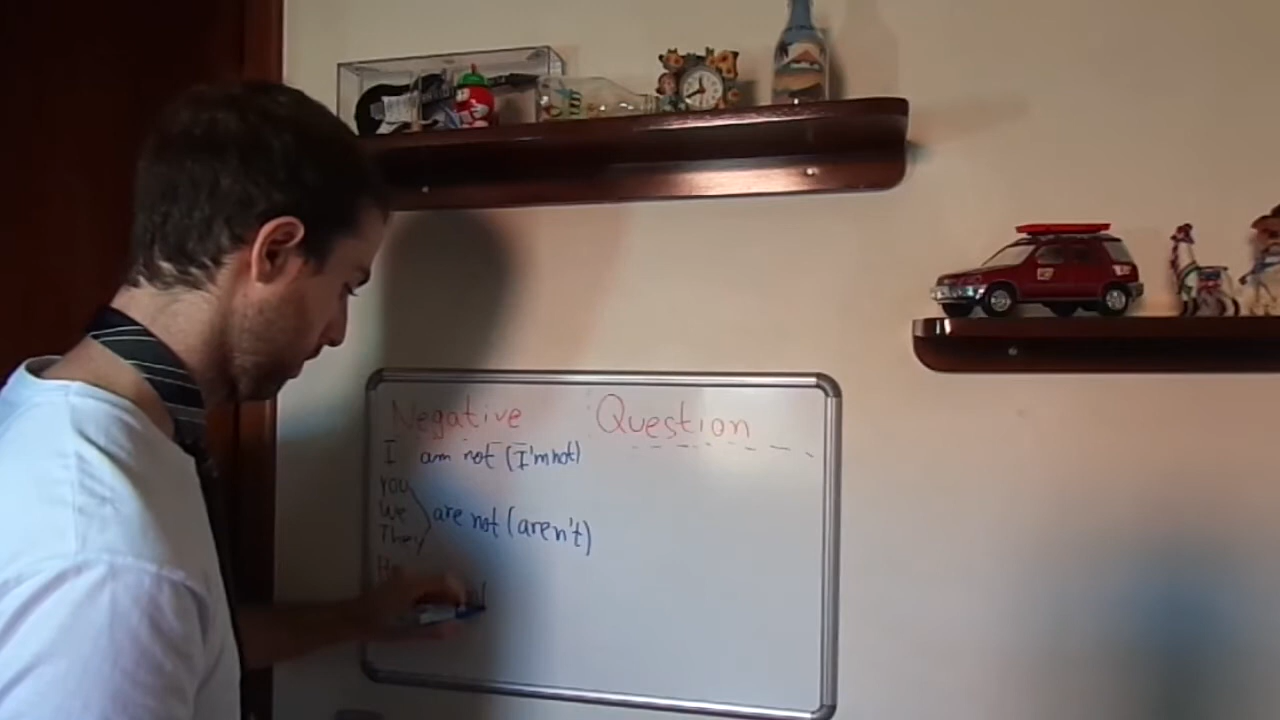 Negative Question
I am not (I'm not)
You
We are not (aren't)
They
He